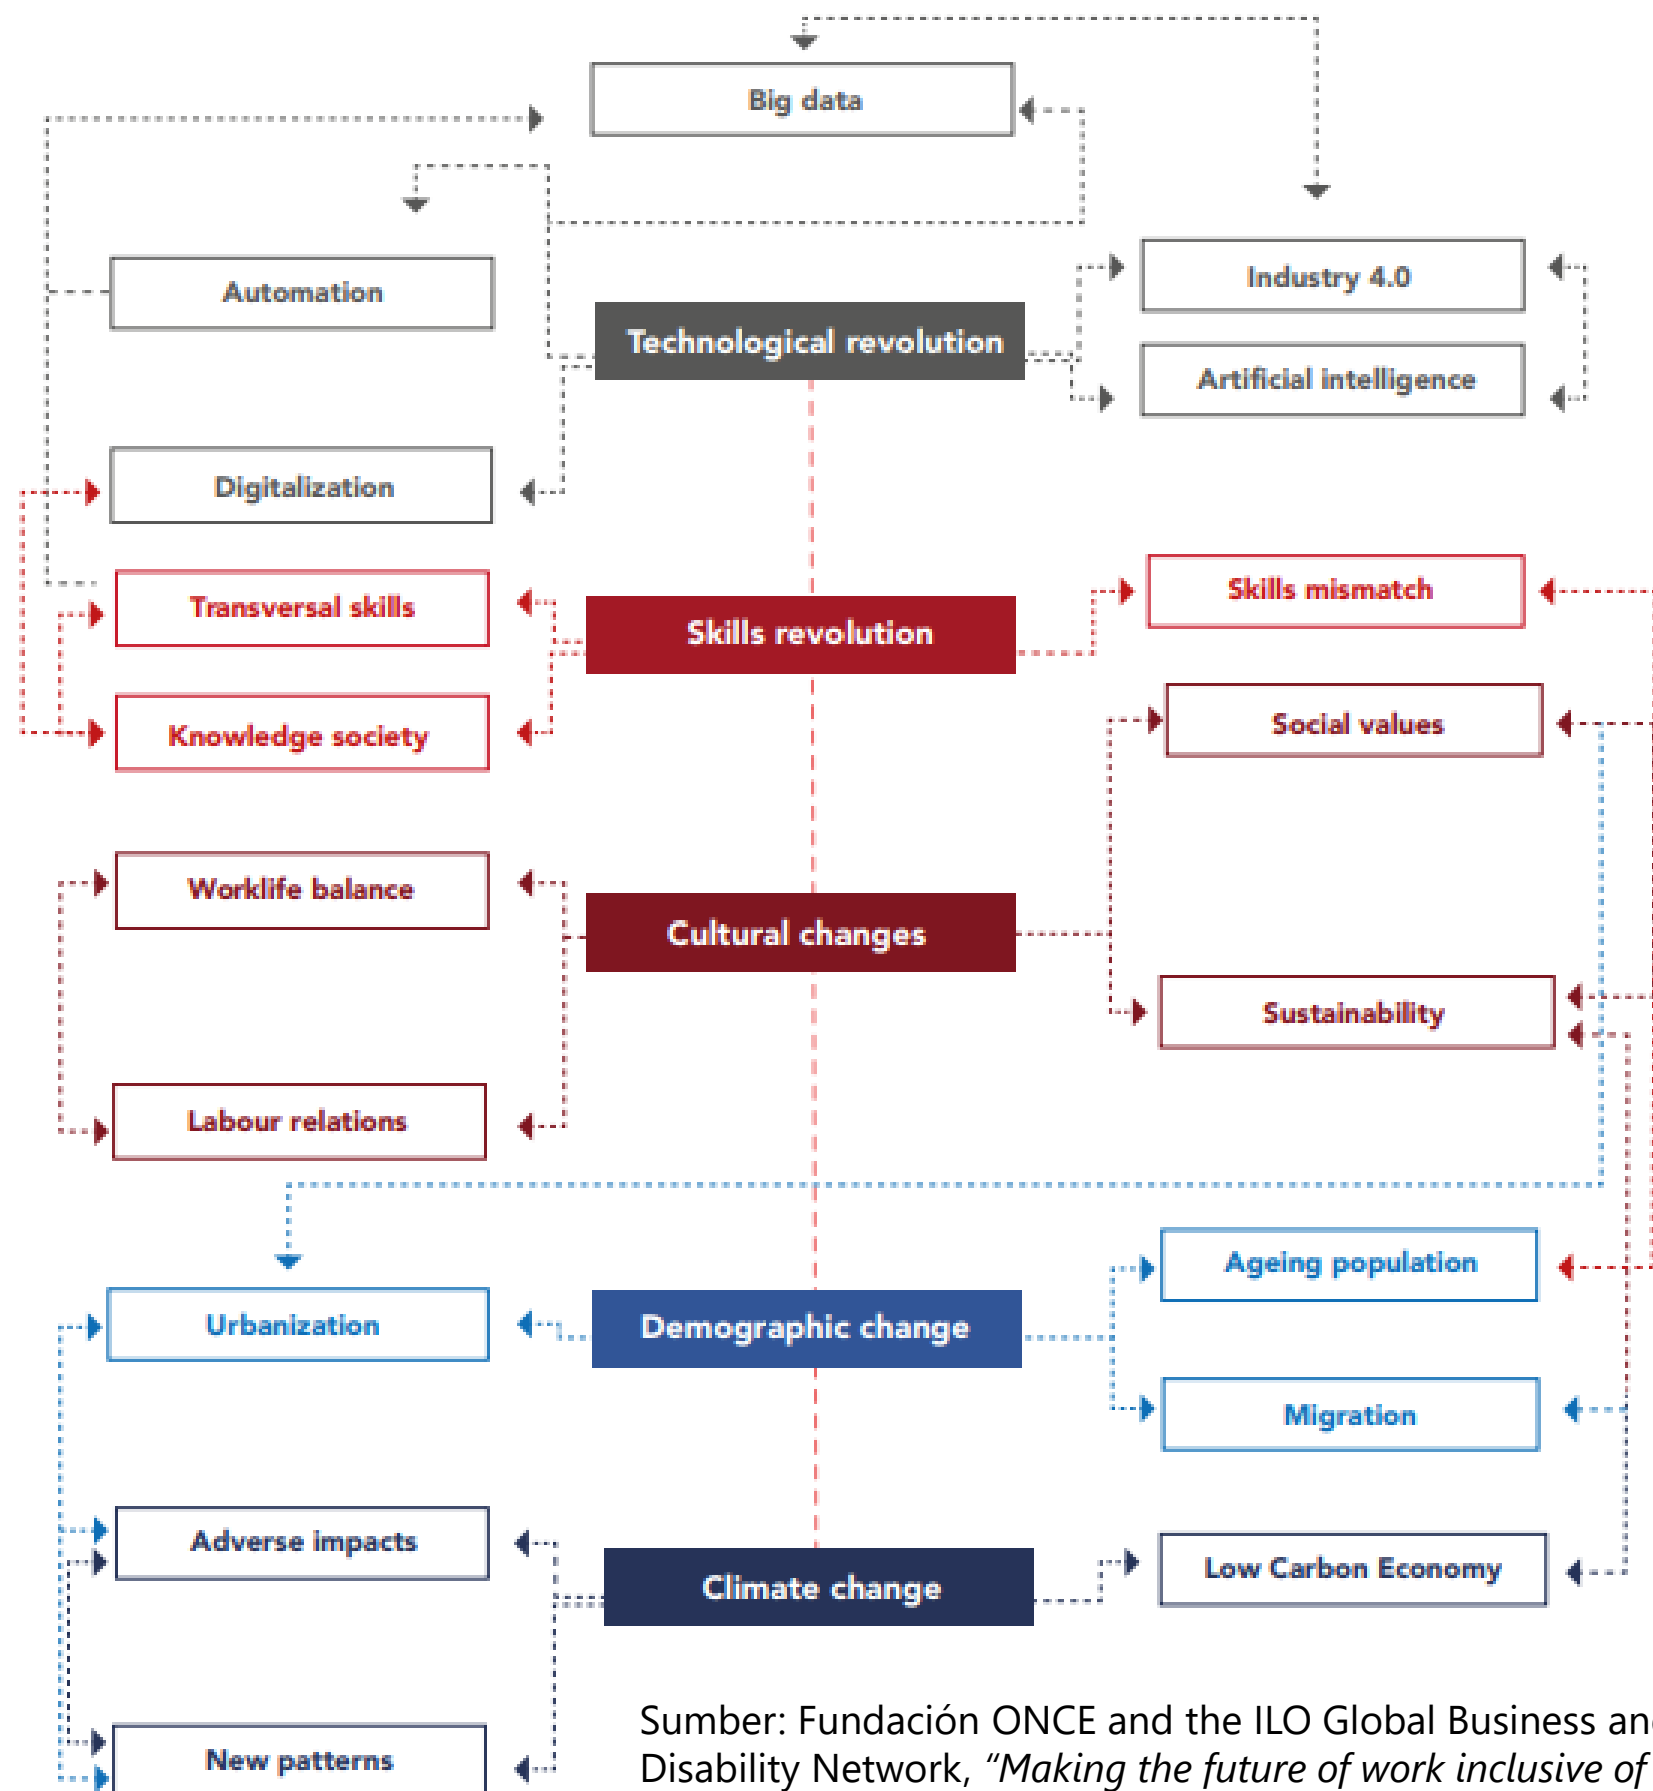 Big data
Automation
Industry 4.0
Technological revolution
Artificial intelligence
Digitalization
Skills mismatch
Transversal skills
Skills revolution
Social values
Knowledge society
Worklife balance
Cultural changes
Sustainability
Labour relations
Ageing population
Urbanization
Demographic change
Migration
Adverse impacts
Low Carbon Economy
Climate change
New patterns
Sumber: Fundación ONCE and the ILO Global Business and
Disability Network, “Making the future of work inclusive of